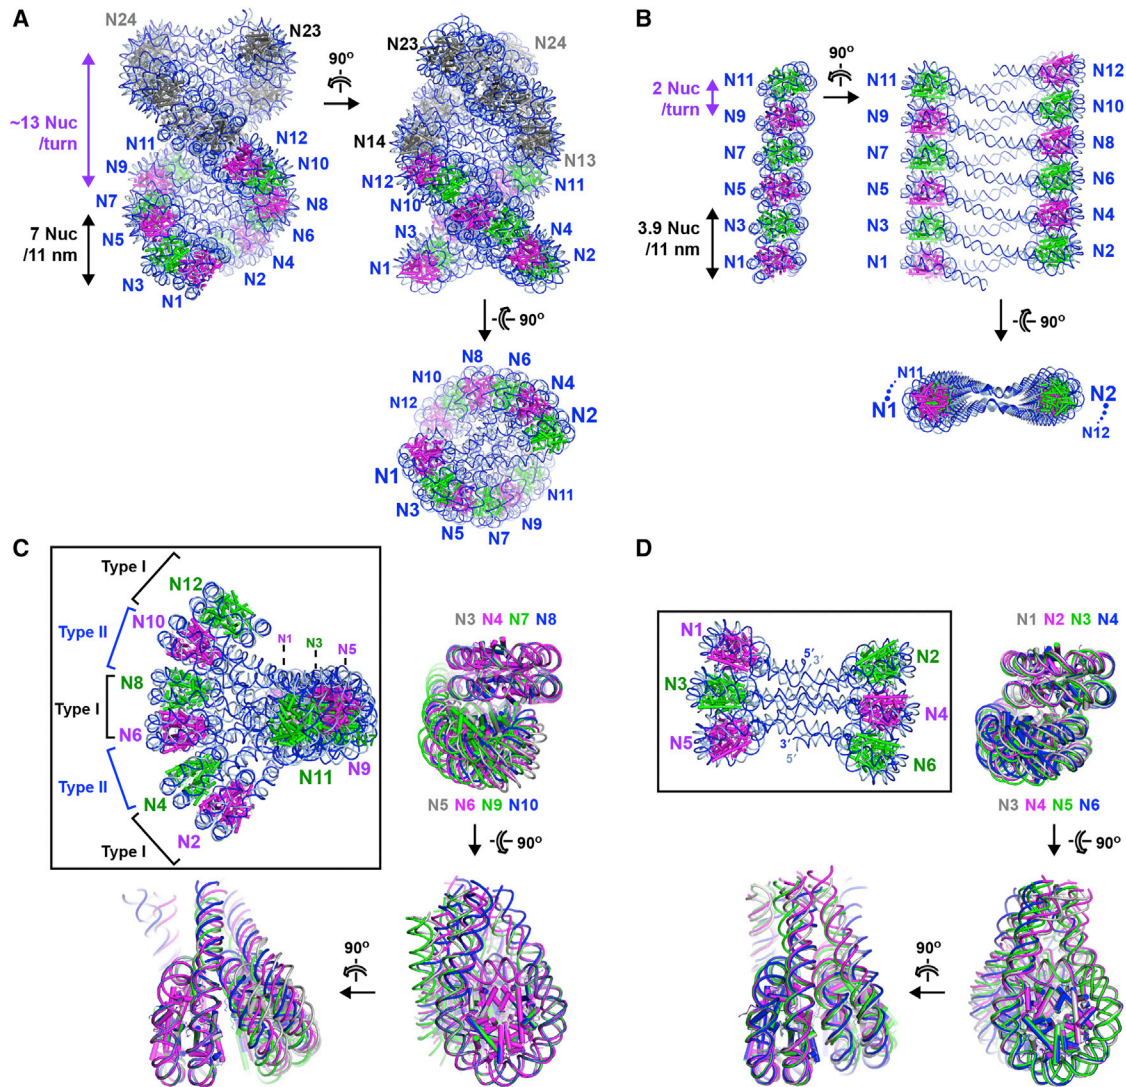 A
N24
N23
90°
N23
N24
~13 Nuc
/turn
N11
N12
N9
N10
N7
N8
7 Nuc
/11 nm
N5
N6
N3
N4
N2
N1
N14
N13
N12
N11
N10
N3
N4
N1
N2
90°
N8
N6
N10
N4
N12
N2
N1
N11
N3
N9
N5
N7
B
2 Nuc
/turn
N11
N9
N7
N5
N3
N1
3.9 Nuc
/11 nm
90°
N11
N12
N9
N10
N7
N8
N5
N6
N3
N4
N1
N2
90°
N11
N1
N2
N12
C
Type I
N12
N10
Type II
N1
N3
N5
N8
Type I
N6
N7
N9
N11
Type II
N4
N2
Type I
N3 N4 N7 N8
N5 N6 N9 N10
90°
90°
D
N1
5′
3′
N2
N3
N4
N5
3′
5′
N6
N1 N2 N3 N4
N3 N4 N5 N6
90°
90°